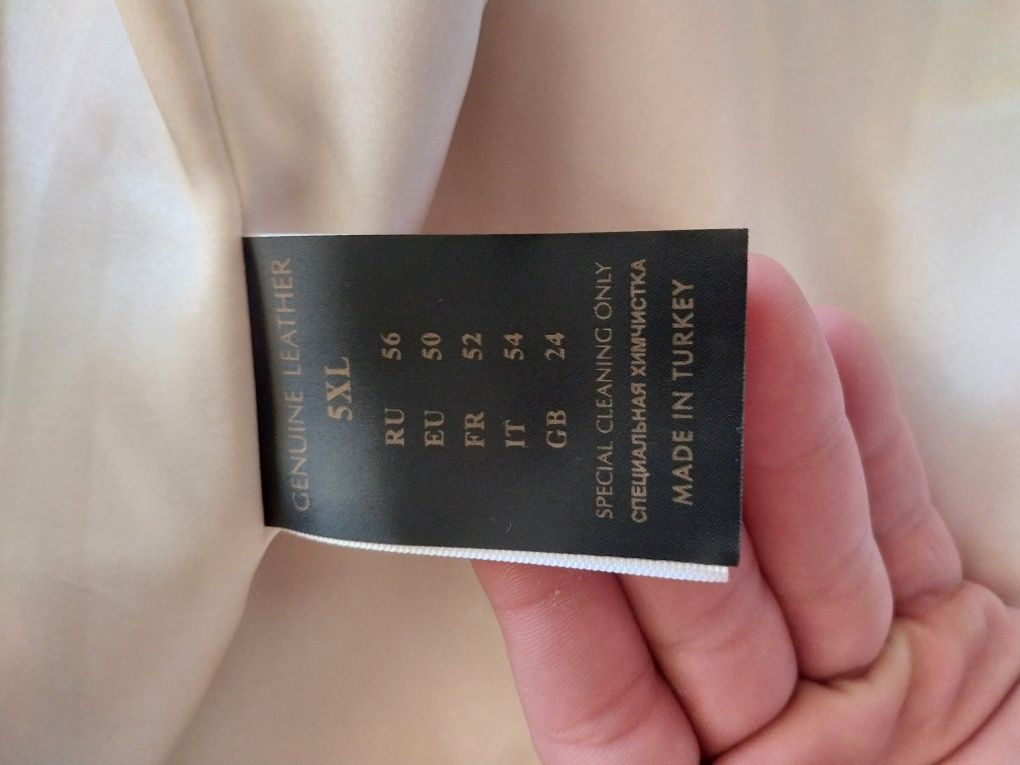 GENUINE LEATHER
5XL
RU 56
EU 50
FR 52
IT 54
GB 24
SPECIAL CLEANING ONLY
СПЕЦИАЛЬНАЯ ХИМЧИСТКА
MADE IN TURKEY